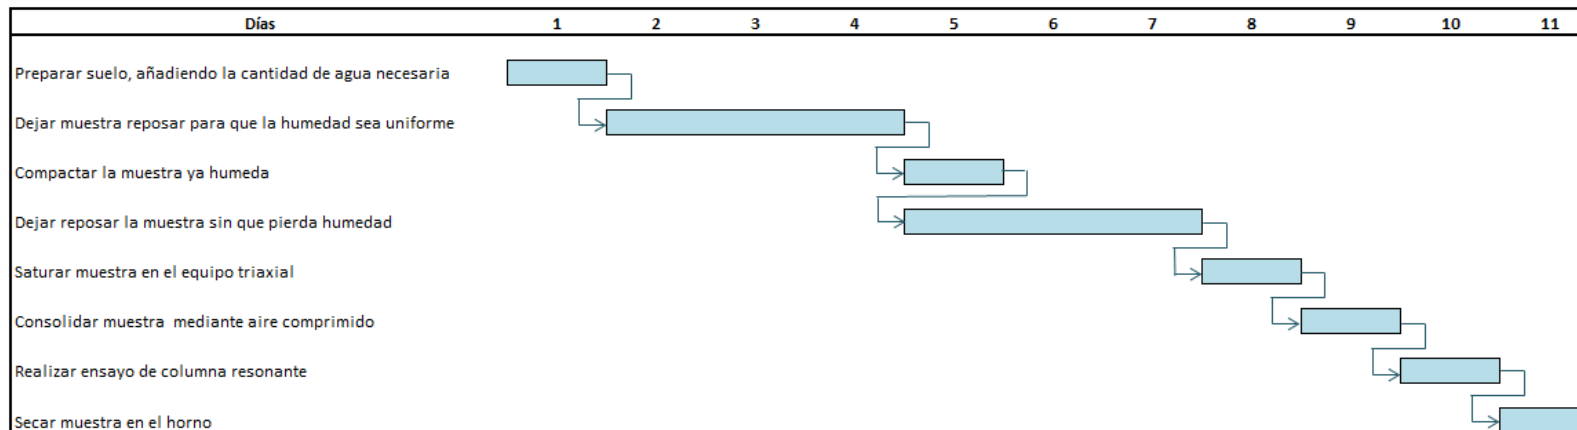 Días 1 2 3 4 5 6 7 8 9 10 11
Preparar suelo, añadiendo la cantidad de agua necesaria
Dejar muestra reposar para que la humedad sea uniforme
Compactar la muestra ya humeda
Dejar reposar la muestra sin que pierda humedad
Saturar muestra en el equipo triaxial
Consolidar muestra  mediante aire comprimido
Realizar ensayo de columna resonante
Secar muestra en el horno